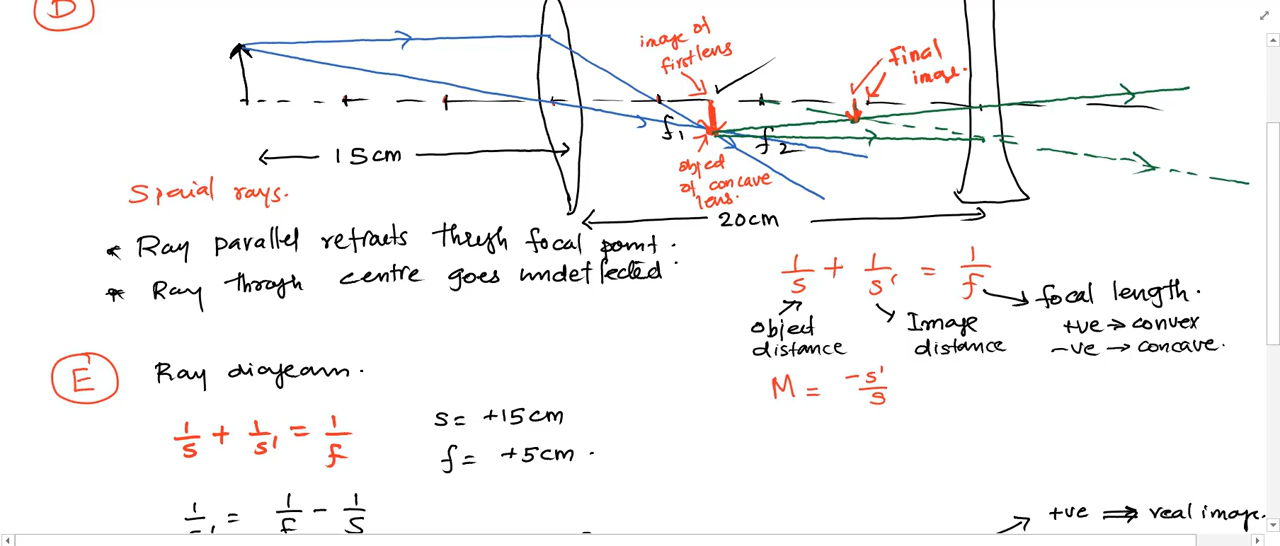 D
image of
first lens
final
image.
f₁
f₂
15cm
object
of concave
lens.
20cm
Special rays.
* Ray parallel refracts throgh focal point.
* Ray throgh centre goes undeflected.
1/s + 1/s' = 1/f
focal length.
+ve → convex
-ve → concave.
object
distance
Image
distance
M = -s'/s
E Ray diagram.
1/s + 1/s' = 1/f
s = +15cm
f = +5cm.
1/s' = 1/f - 1/s
+ve ⇒ real image.